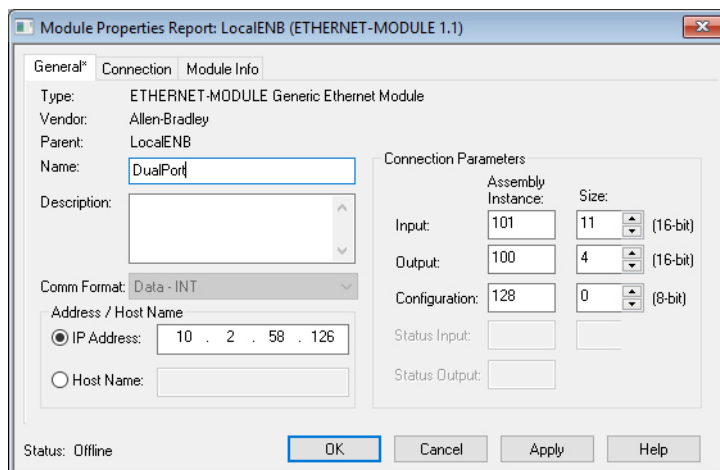 Module Properties Report: LocalENB (ETHERNET-MODULE 1.1)
General* Connection Module Info
Type: ETHERNET-MODULE Generic Ethernet Module
Vendor: Allen-Bradley
Parent: LocalENB
Name: DualPort
Description:
Comm Format: Data - INT
Address / Host Name
IP Address: 10 . 2 . 58 . 126
Host Name:
Connection Parameters
Assembly Instance: Size:
Input: 101 11 (16-bit)
Output: 100 4 (16-bit)
Configuration: 128 0 (8-bit)
Status Input:
Status Output:
Status: Offline OK Cancel Apply Help